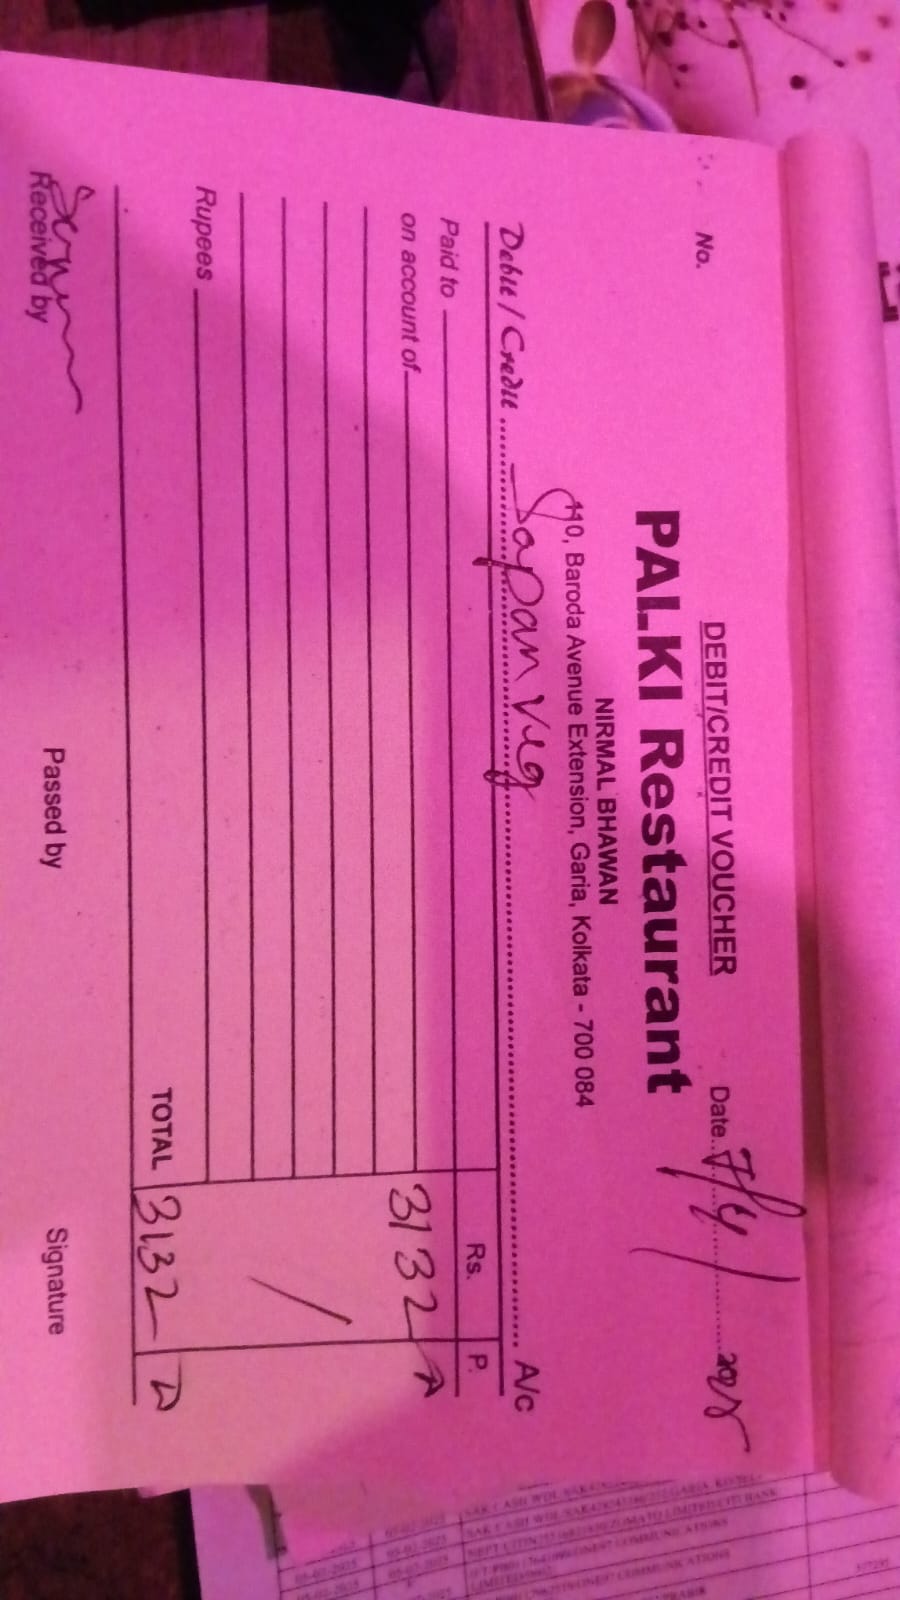 DEBIT/CREDIT VOUCHER
No. Date 7/4/ 2025
PALKI Restaurant
NIRMAL BHAWAN
110, Baroda Avenue Extension, Garia, Kolkata - 700 084
Debit / Credit Sapan Veg A/c
Rs. P.
Paid to
on account of 3132
Rupees
TOTAL 3132
Received by Passed by Signature